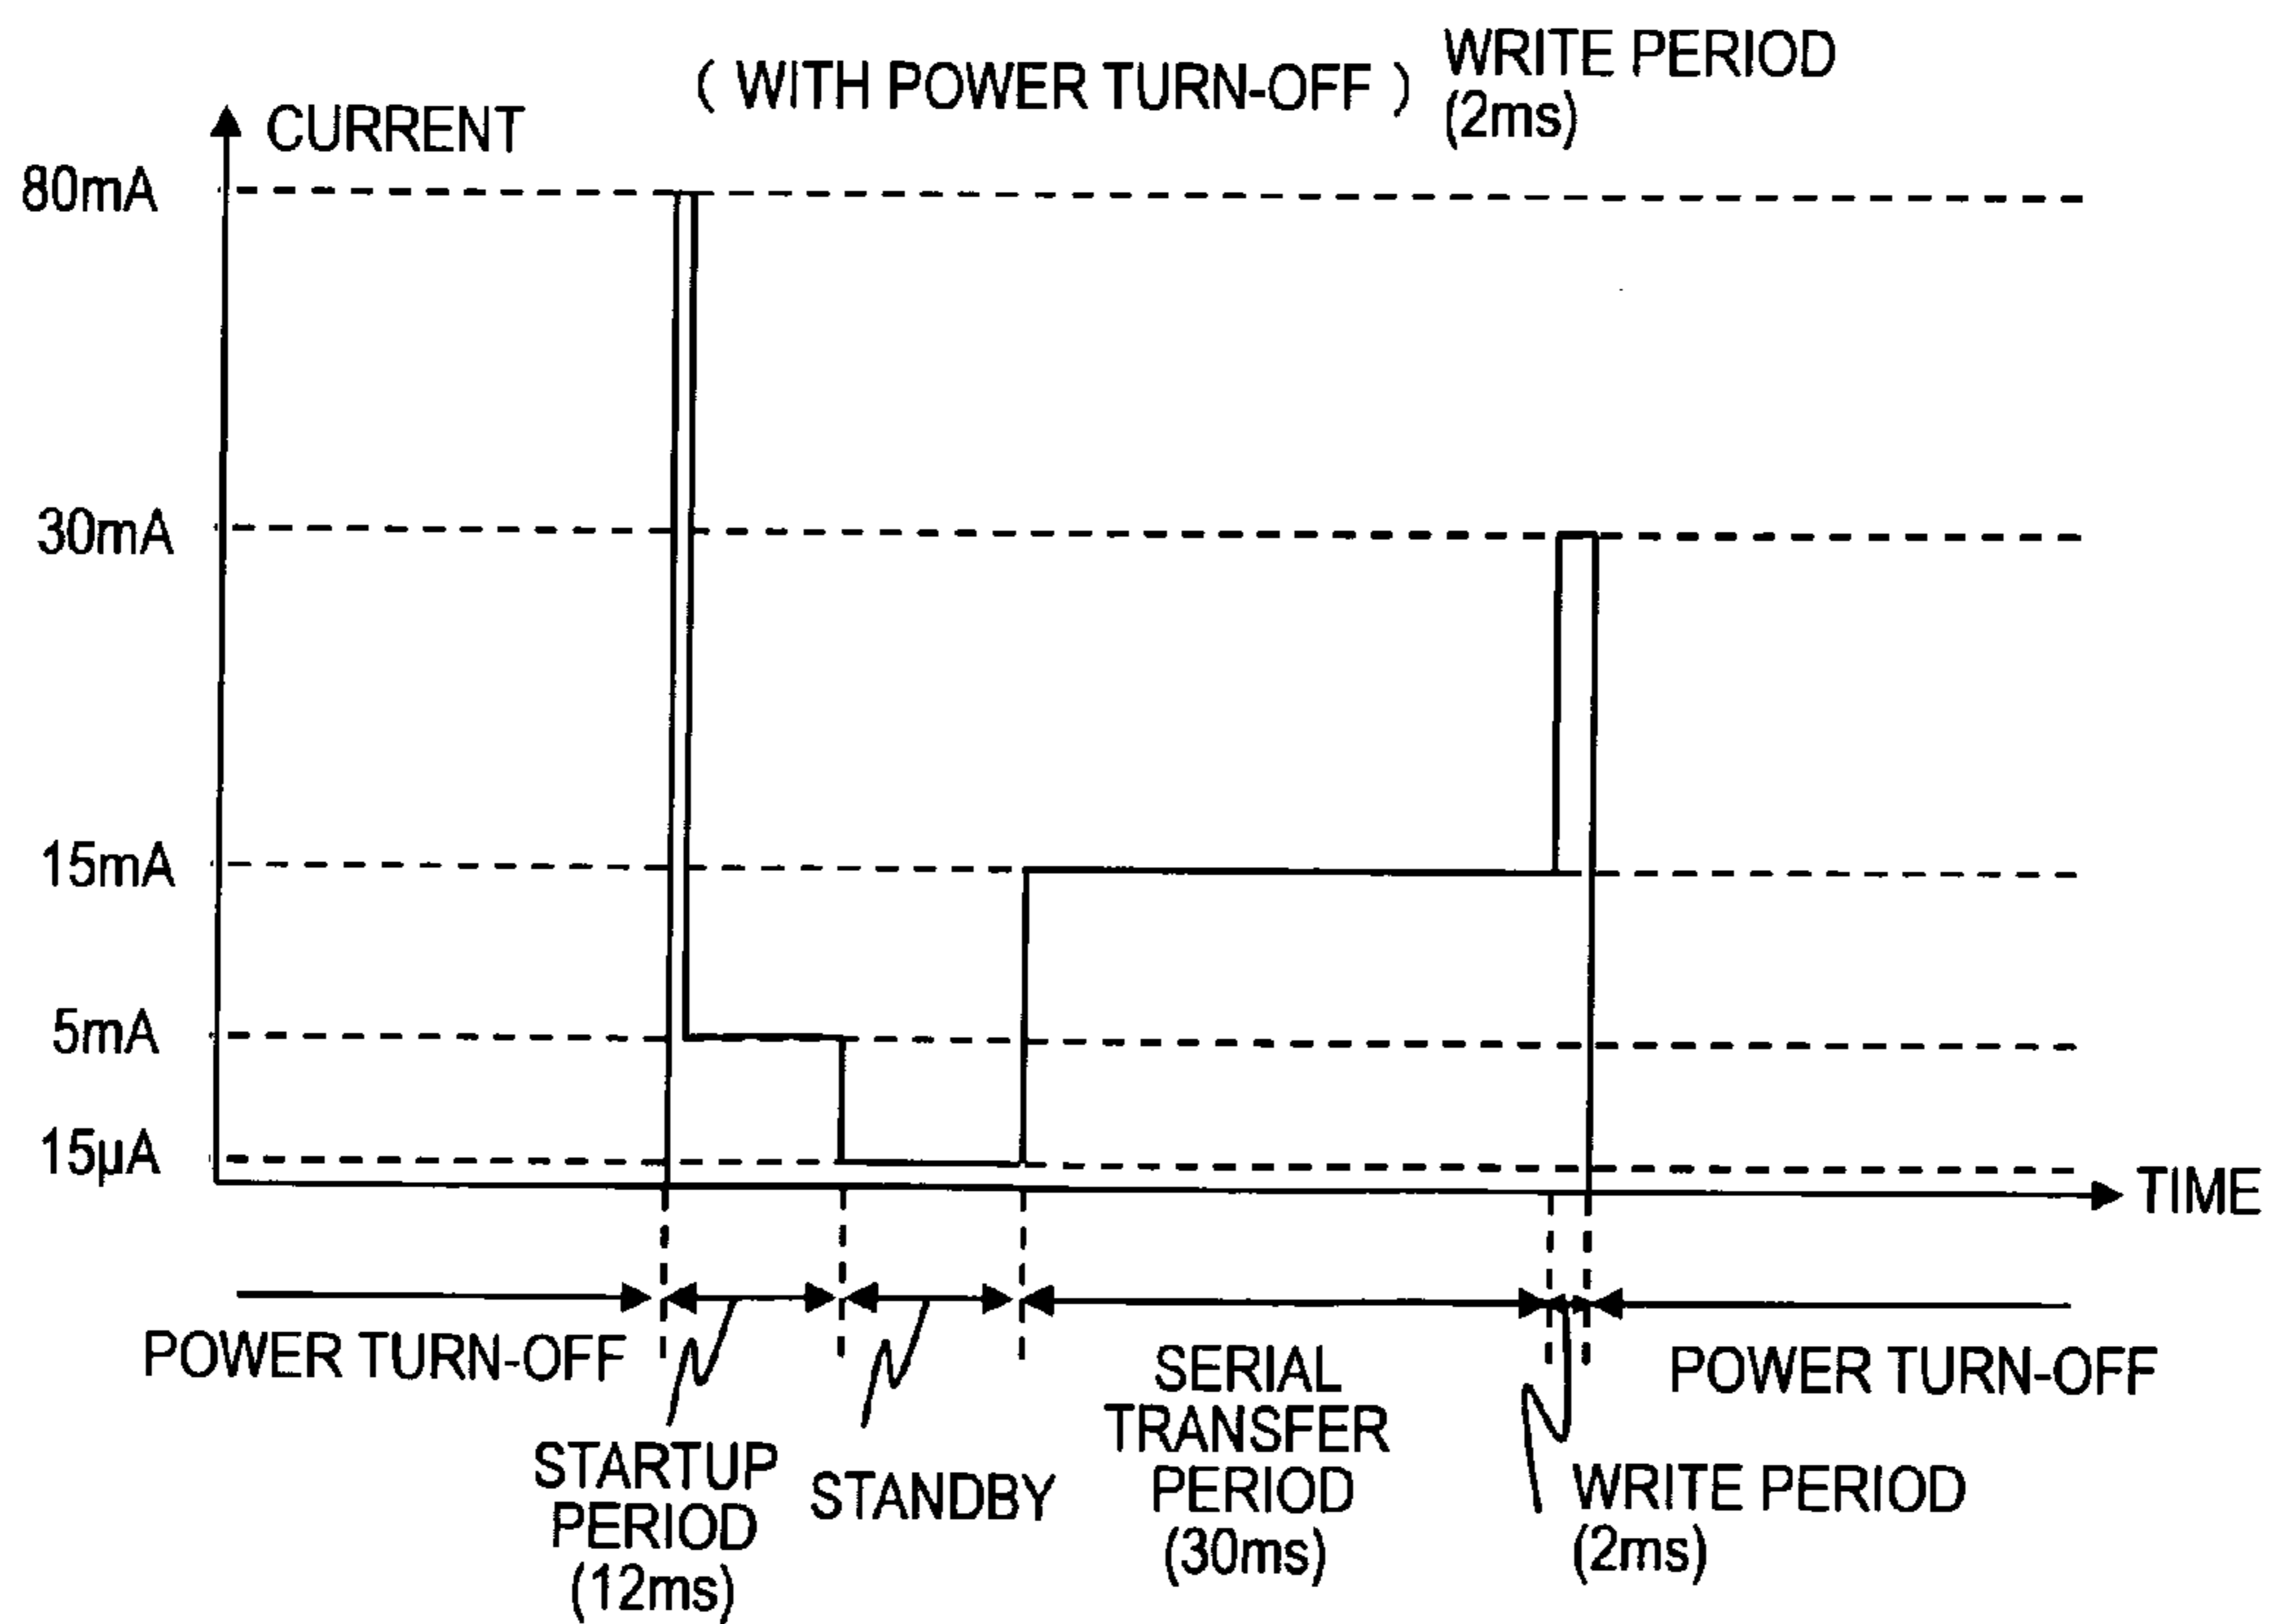 ( WITH POWER TURN-OFF )
WRITE PERIOD
(2ms)
CURRENT
80mA
30mA
15mA
5mA
15μA
TIME
POWER TURN-OFF
STARTUP
PERIOD
(12ms)
STANDBY
SERIAL
TRANSFER
PERIOD
(30ms)
WRITE PERIOD
(2ms)
POWER TURN-OFF